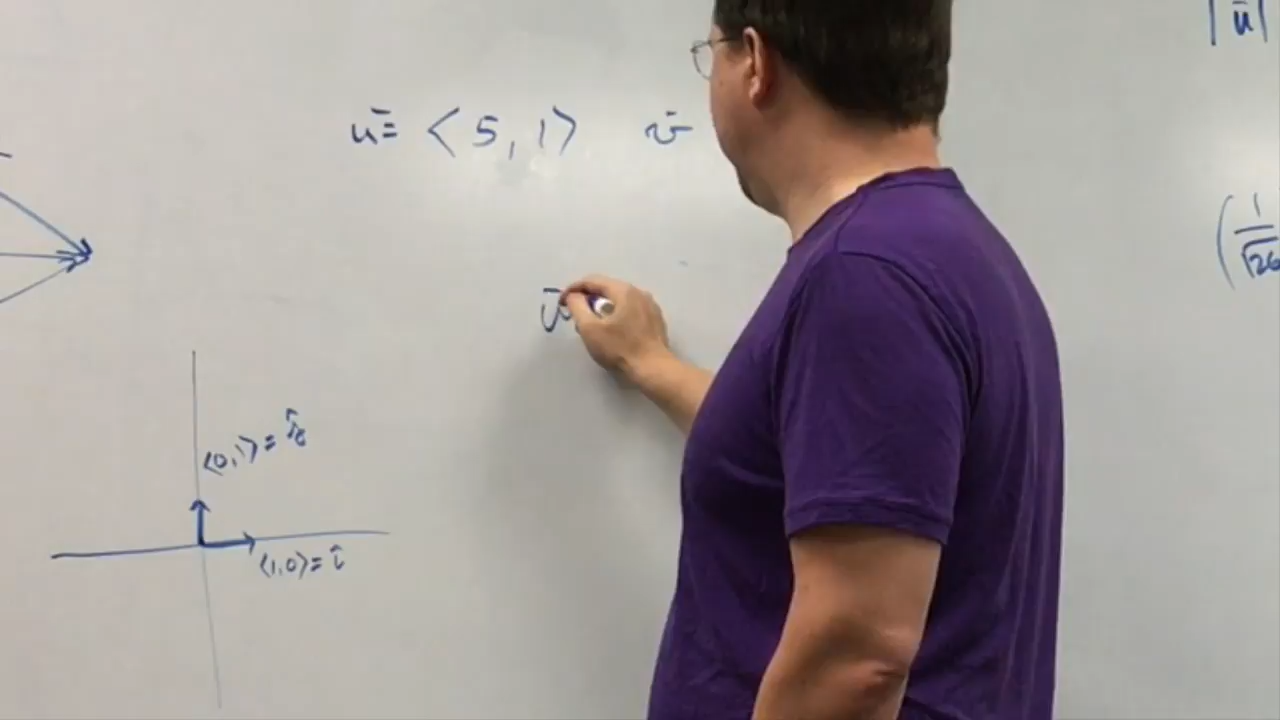 |ū|
ū = <5, 1> v̄
(1/√26
ū
<0,1> = ĵ
<1,0> = î